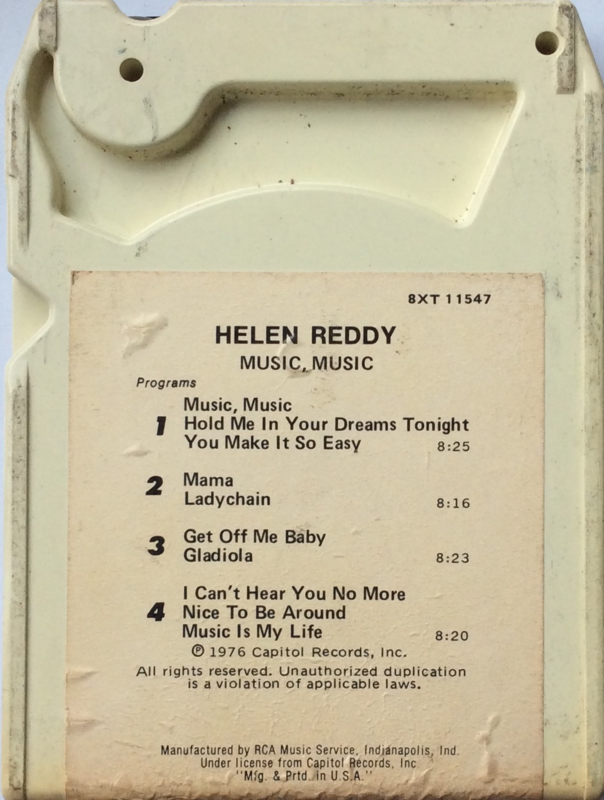 8XT 11547
HELEN REDDY
MUSIC, MUSIC
Programs
1 Music, Music
Hold Me In Your Dreams Tonight
You Make It So Easy 8:25
2 Mama
Ladychain 8:16
3 Get Off Me Baby
Gladiola 8:23
4 I Can't Hear You No More
Nice To Be Around
Music Is My Life 8:20
℗ 1976 Capitol Records, Inc.
All rights reserved. Unauthorized duplication
is a violation of applicable laws.
Manufactured by RCA Music Service, Indianapolis, Ind.
Under license from Capitol Records, Inc
"Mfg. & Prtd. in U.S.A."